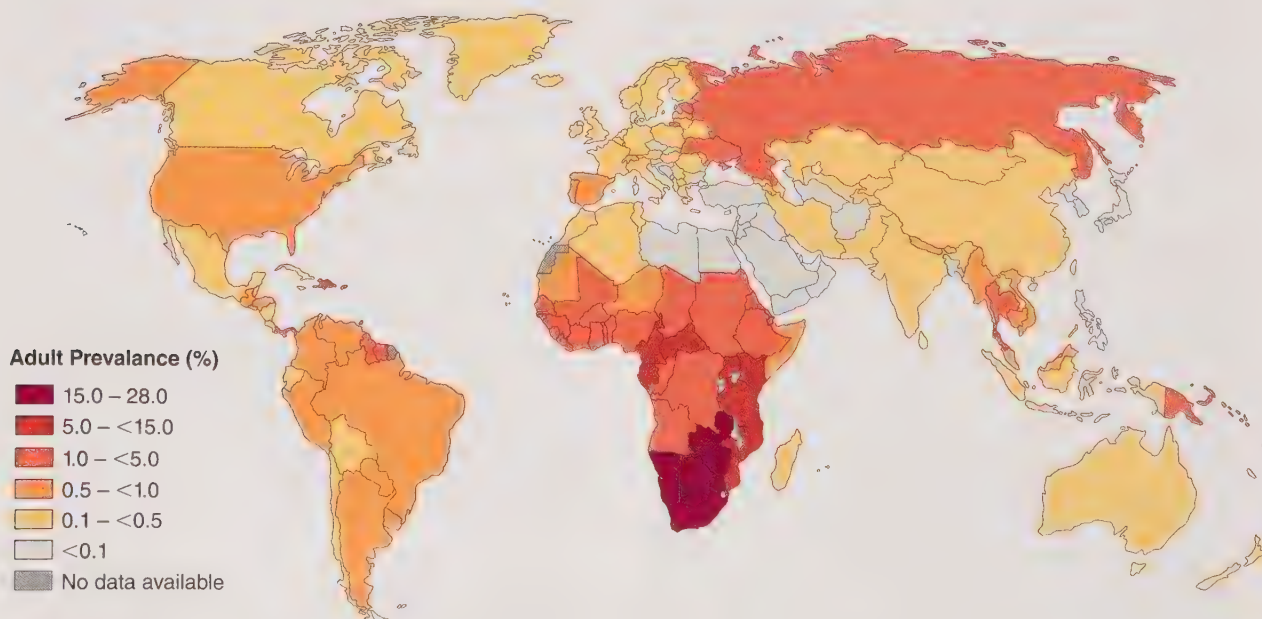 Adult Prevalance (%)
15.0 – 28.0
5.0 – <15.0
1.0 – <5.0
0.5 – <1.0
0.1 – <0.5
<0.1
No data available